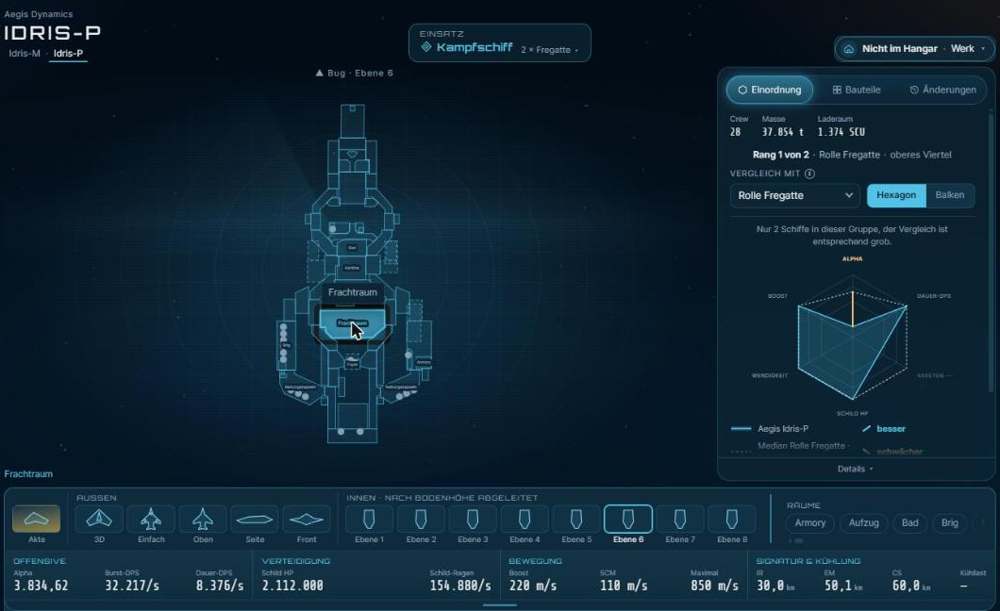 Aegis Dynamics
IDRIS-P
Idris-M · Idris-P
EINSATZ
Kampfschiff 2 × Fregatte
Nicht im Hangar · Werk
▲ Bug · Ebene 6
Einordnung
Bauteile
Änderungen
Crew Masse Laderaum
28 37.854 t 1.374 SCU
Rang 1 von 2 · Rolle Fregatte · oberes Viertel
VERGLEICH MIT
Rolle Fregatte
Hexagon
Balken
Nur 2 Schiffe in dieser Gruppe, der Vergleich ist
entsprechend grob.
ALPHA
BOOST
DAUER-DPS
WENDIGKEIT
SCHILD HP
Aegis Idris-P
besser
Median Rolle Fregatte ·
schwächer
Details
Frachtraum
Frachtraum
Armory
Brig
Frachtraum
AUSSEN
INNEN · NACH BODENHÖHE ABGELEITET
RÄUME
Akte
3D
Einfach
Oben
Seite
Front
Ebene 1
Ebene 2
Ebene 3
Ebene 4
Ebene 5
Ebene 6
Ebene 7
Ebene 8
Armory
Aufzug
Bad
Brig
OFFENSIVE
Alpha Burst-DPS Dauer-DPS
3.834,62 32.217/s 8.376/s
VERTEIDIGUNG
Schild HP Schild-Regen
2.112.000 154.880/s
BEWEGUNG
Boost SCM Maximal
220 m/s 110 m/s 850 m/s
SIGNATUR & KÜHLUNG
IR EM CS Kühllast
30,0 km 50,1 km 60,0 km —